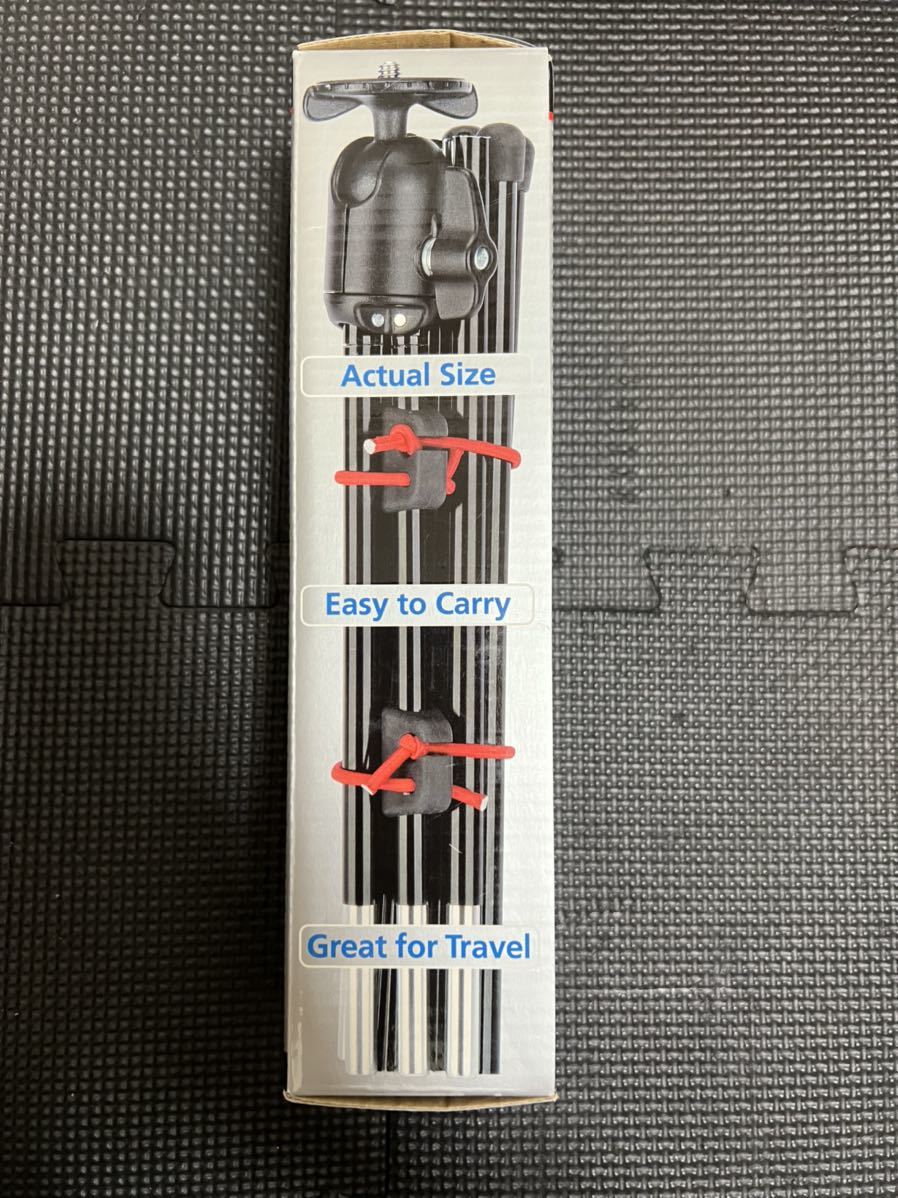 Actual Size
Easy to Carry
Great for Travel